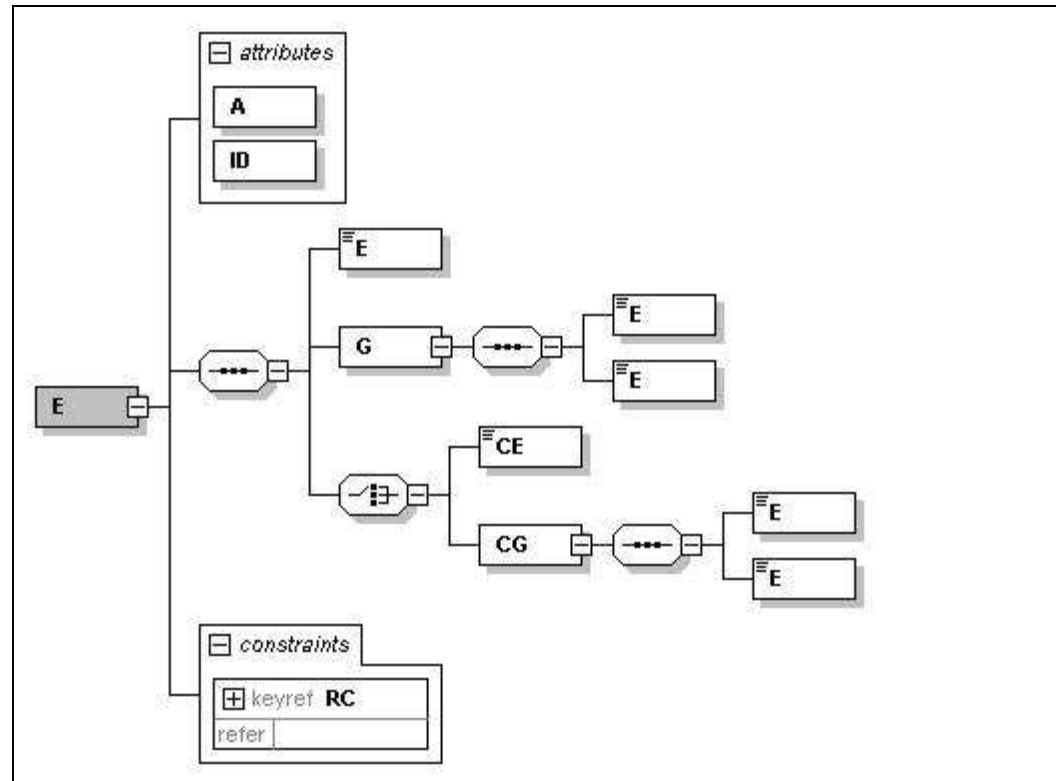 attributes
A
ID
E
G
E
E
E
CE
CG
E
E
constraints
keyref RC
refer